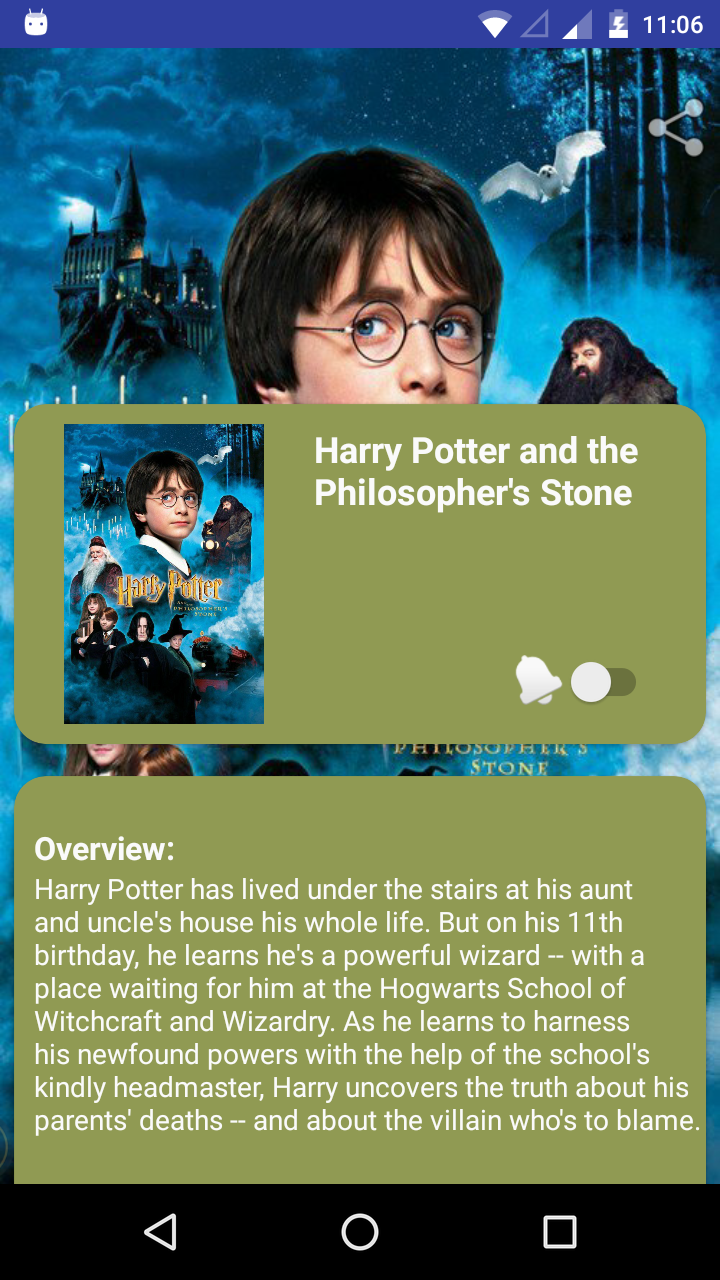 11:06
Harry Potter and the
Philosopher's Stone
Harry Potter
PHILOSOPHER'S
STONE
PHILOSOPHER'S
STONE
Overview:
Harry Potter has lived under the stairs at his aunt
and uncle's house his whole life. But on his 11th
birthday, he learns he's a powerful wizard -- with a
place waiting for him at the Hogwarts School of
Witchcraft and Wizardry. As he learns to harness
his newfound powers with the help of the school's
kindly headmaster, Harry uncovers the truth about his
parents' deaths -- and about the villain who's to blame.